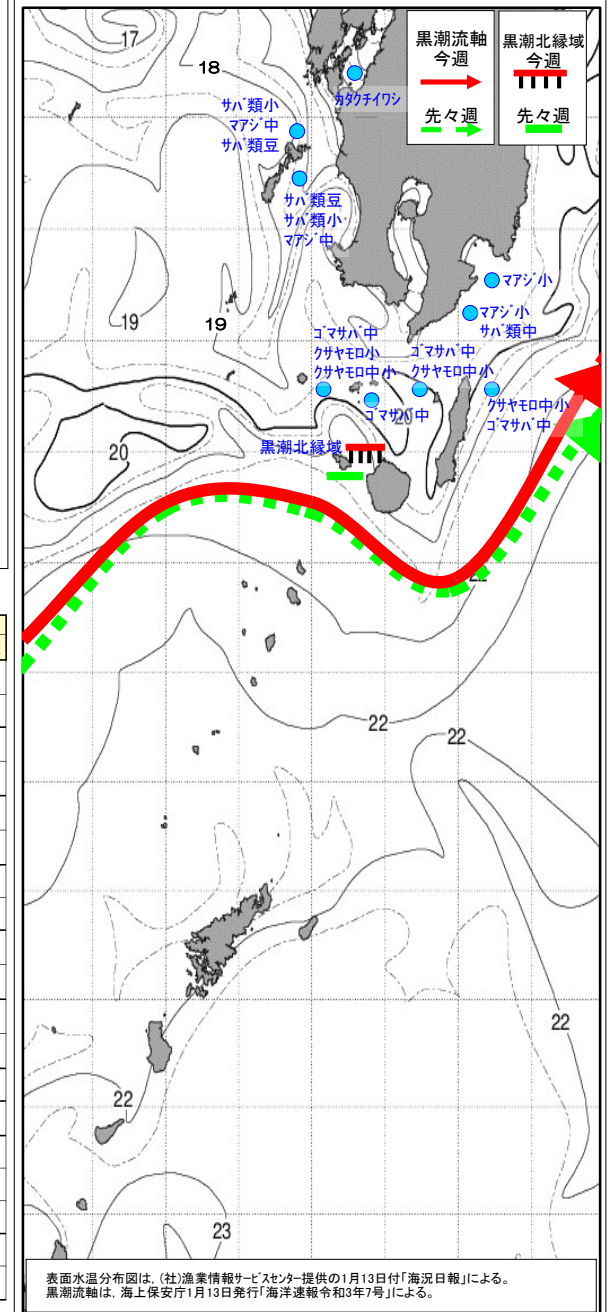 黒潮流軸
今週
先々週
黒潮北縁域
今週
先々週
17
18
カタクチイワシ
サバ類小
マアジ中
サバ類豆
サバ類豆
サバ類小
マアジ中
マアジ小
19
19
マアジ小
サバ類中
ゴマサバ中
クサヤモロ小
クサヤモロ中小
ゴマサバ中
クサヤモロ中小
ゴマサバ中
20
クサヤモロ中小
ゴマサバ中
黒潮北縁域
20
22
22
22
22
22
23
表面水温分布図は、(社)漁業情報サービスセンター提供の1月13日付「海況日報」による。
黒潮流軸は、海上保安庁1月13日発行「海洋速報令和3年7号」による。